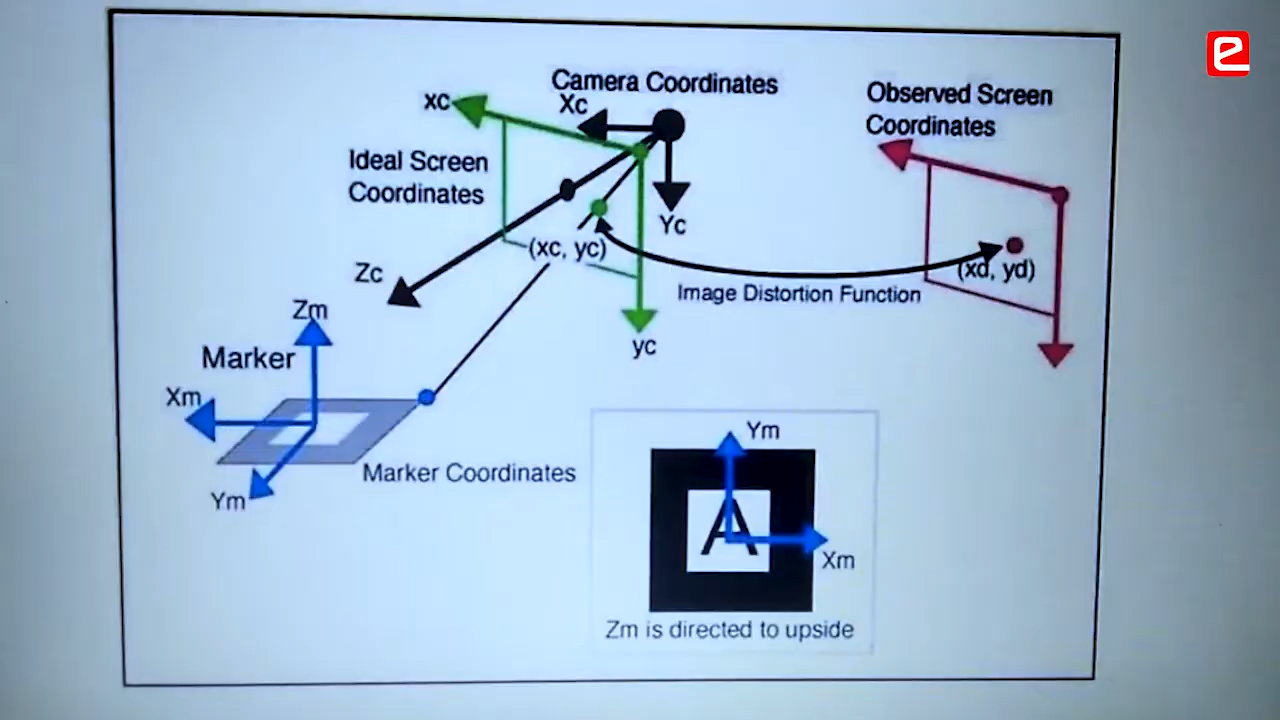 e
Camera Coordinates
xc
Xc
Observed Screen
Coordinates
Ideal Screen
Coordinates
Yc
(xc, yc)
(xd, yd)
Zc
Image Distortion Function
Zm
yc
Marker
Xm
Ym
Marker Coordinates
Ym
A
Xm
Zm is directed to upside